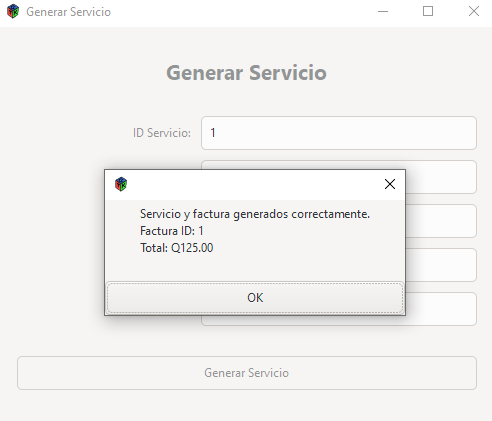 Generar Servicio
Generar Servicio
ID Servicio: 1
Servicio y factura generados correctamente.
Factura ID: 1
Total: Q125.00
OK
Generar Servicio